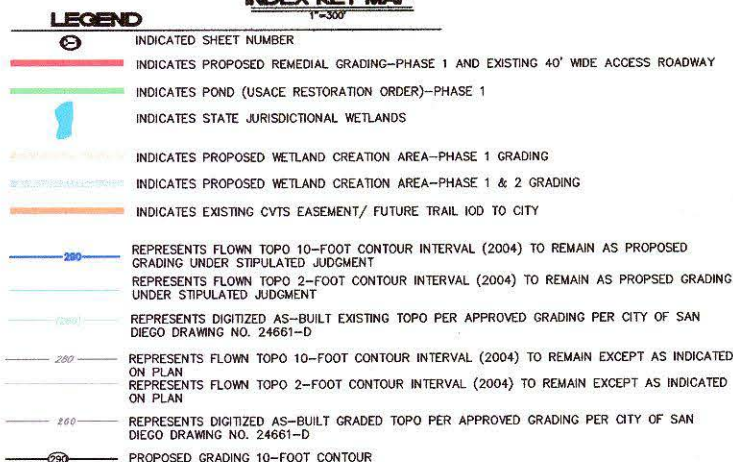 INDEX KEY MAP
1"=300'
LEGEND
INDICATED SHEET NUMBER
INDICATES PROPOSED REMEDIAL GRADING-PHASE 1 AND EXISTING 40' WIDE ACCESS ROADWAY
INDICATES POND (USACE RESTORATION ORDER)-PHASE 1
INDICATES STATE JURISDICTIONAL WETLANDS
INDICATES PROPOSED WETLAND CREATION AREA-PHASE 1 GRADING
INDICATES PROPOSED WETLAND CREATION AREA-PHASE 1 & 2 GRADING
INDICATES EXISTING CVTS EASEMENT/ FUTURE TRAIL IOD TO CITY
280 REPRESENTS FLOWN TOPO 10-FOOT CONTOUR INTERVAL (2004) TO REMAIN AS PROPOSED
GRADING UNDER STIPULATED JUDGMENT
REPRESENTS FLOWN TOPO 2-FOOT CONTOUR INTERVAL (2004) TO REMAIN AS PROPSED GRADING
UNDER STIPULATED JUDGMENT
REPRESENTS DIGITIZED AS-BUILT EXISTING TOPO PER APPROVED GRADING PER CITY OF SAN
DIEGO DRAWING NO. 24661-D
280 REPRESENTS FLOWN TOPO 10-FOOT CONTOUR INTERVAL (2004) TO REMAIN EXCEPT AS INDICATED
ON PLAN
REPRESENTS FLOWN TOPO 2-FOOT CONTOUR INTERVAL (2004) TO REMAIN EXCEPT AS INDICATED
ON PLAN
260 REPRESENTS DIGITIZED AS-BUILT GRADED TOPO PER APPROVED GRADING PER CITY OF SAN
DIEGO DRAWING NO. 24661-D
290 PROPOSED GRADING 10-FOOT CONTOUR